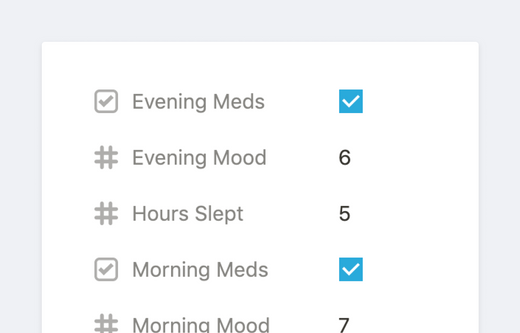 Evening Meds
Evening Mood 6
Hours Slept 5
Morning Meds
Morning Mood 7